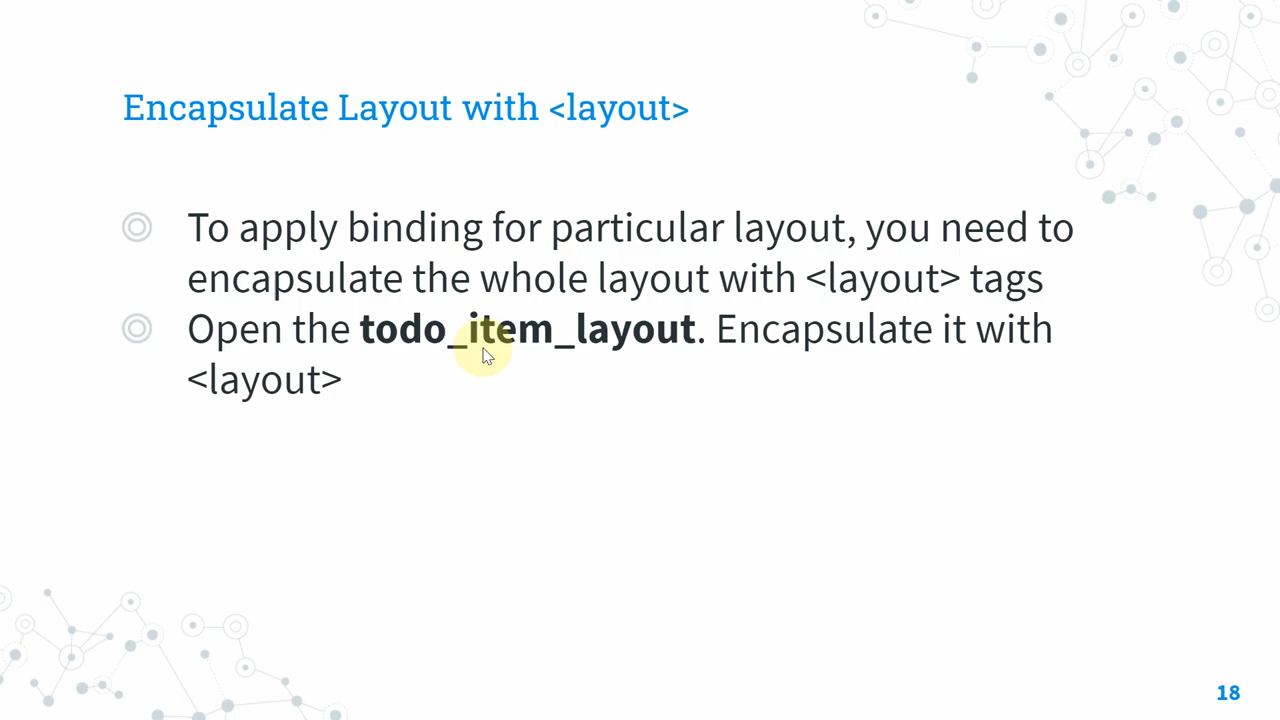 Encapsulate Layout with <layout>
To apply binding for particular layout, you need to
encapsulate the whole layout with <layout> tags
Open the todo_item_layout. Encapsulate it with
<layout>
18